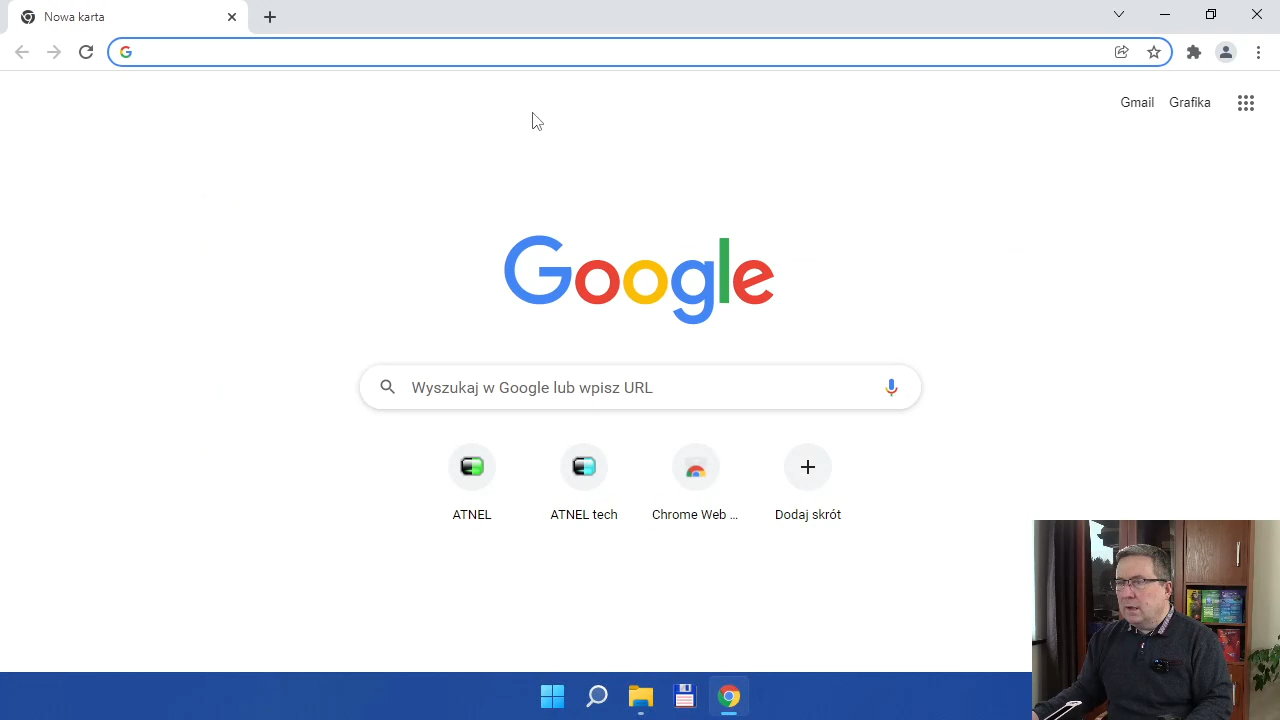 Nowa karta
Gmail Grafika
Google
Wyszukaj w Google lub wpisz URL
ATNEL
ATNEL tech
Chrome Web ...
Dodaj skrót